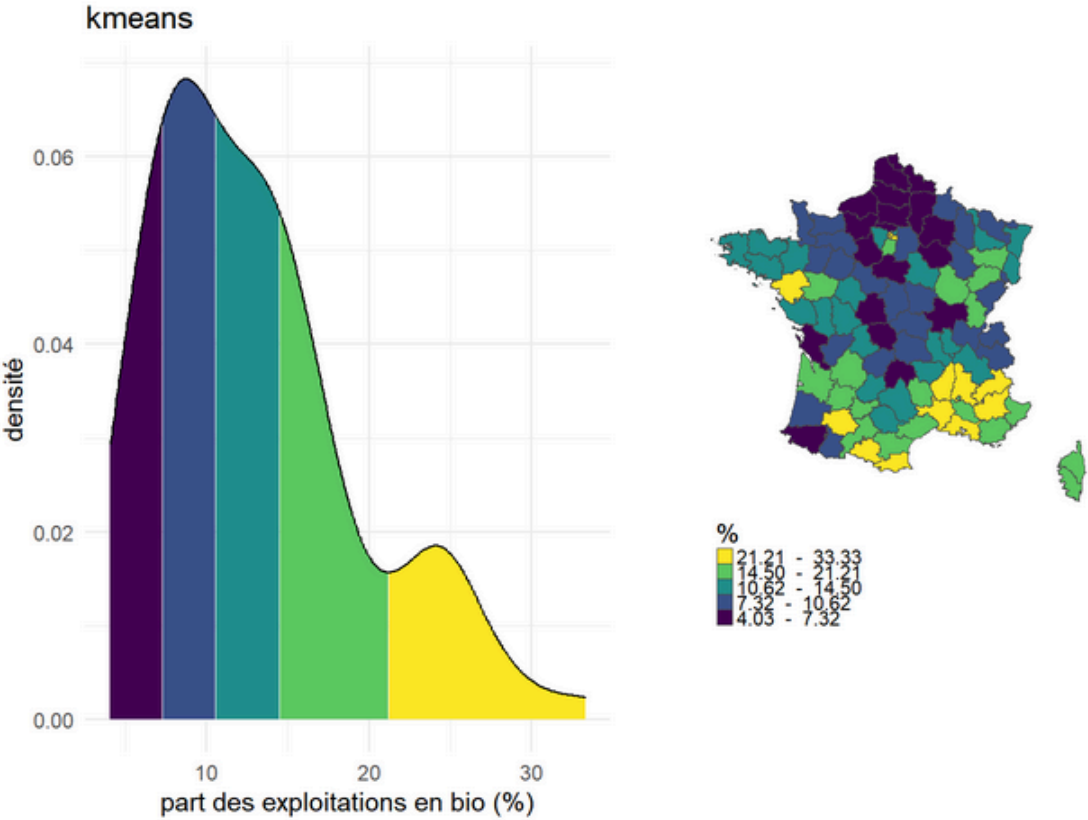 kmeans
densité
0.06
0.04
0.02
0.00
10 20 30
part des exploitations en bio (%)
%
21.21 - 33.33
14.50 - 21.21
10.62 - 14.50
7.32 - 10.62
4.03 - 7.32